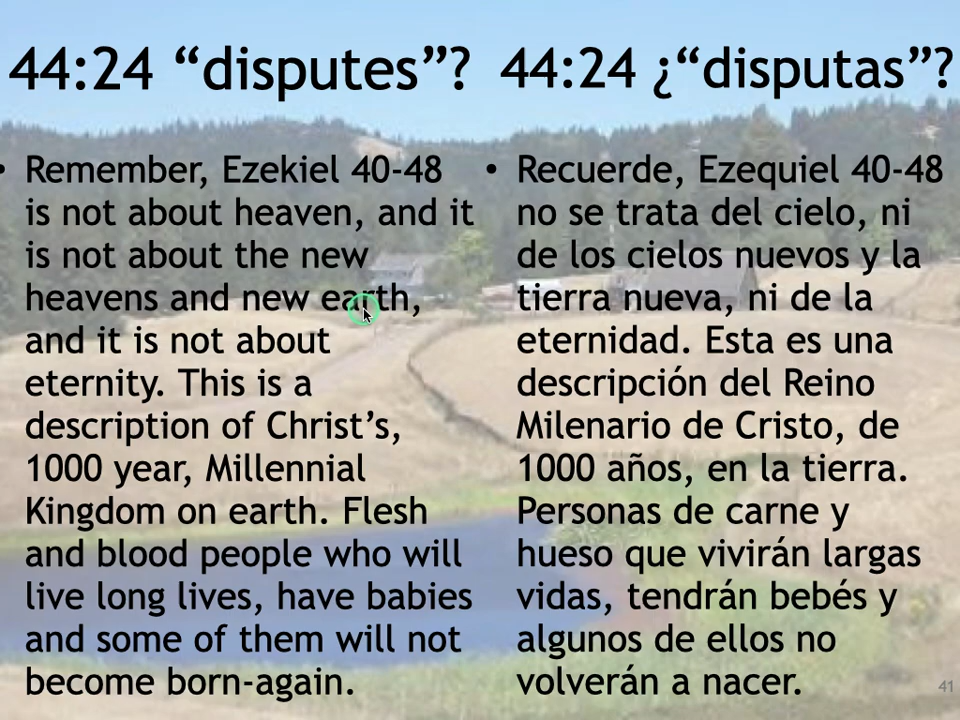 44:24 “disputes”?
• Remember, Ezekiel 40-48
is not about heaven, and it
is not about the new
heavens and new earth,
and it is not about
eternity. This is a
description of Christ’s,
1000 year, Millennial
Kingdom on earth. Flesh
and blood people who will
live long lives, have babies
and some of them will not
become born-again.
44:24 ¿“disputas”?
• Recuerde, Ezequiel 40-48
no se trata del cielo, ni
de los cielos nuevos y la
tierra nueva, ni de la
eternidad. Esta es una
descripción del Reino
Milenario de Cristo, de
1000 años, en la tierra.
Personas de carne y
hueso que vivirán largas
vidas, tendrán bebés y
algunos de ellos no
volverán a nacer.
41